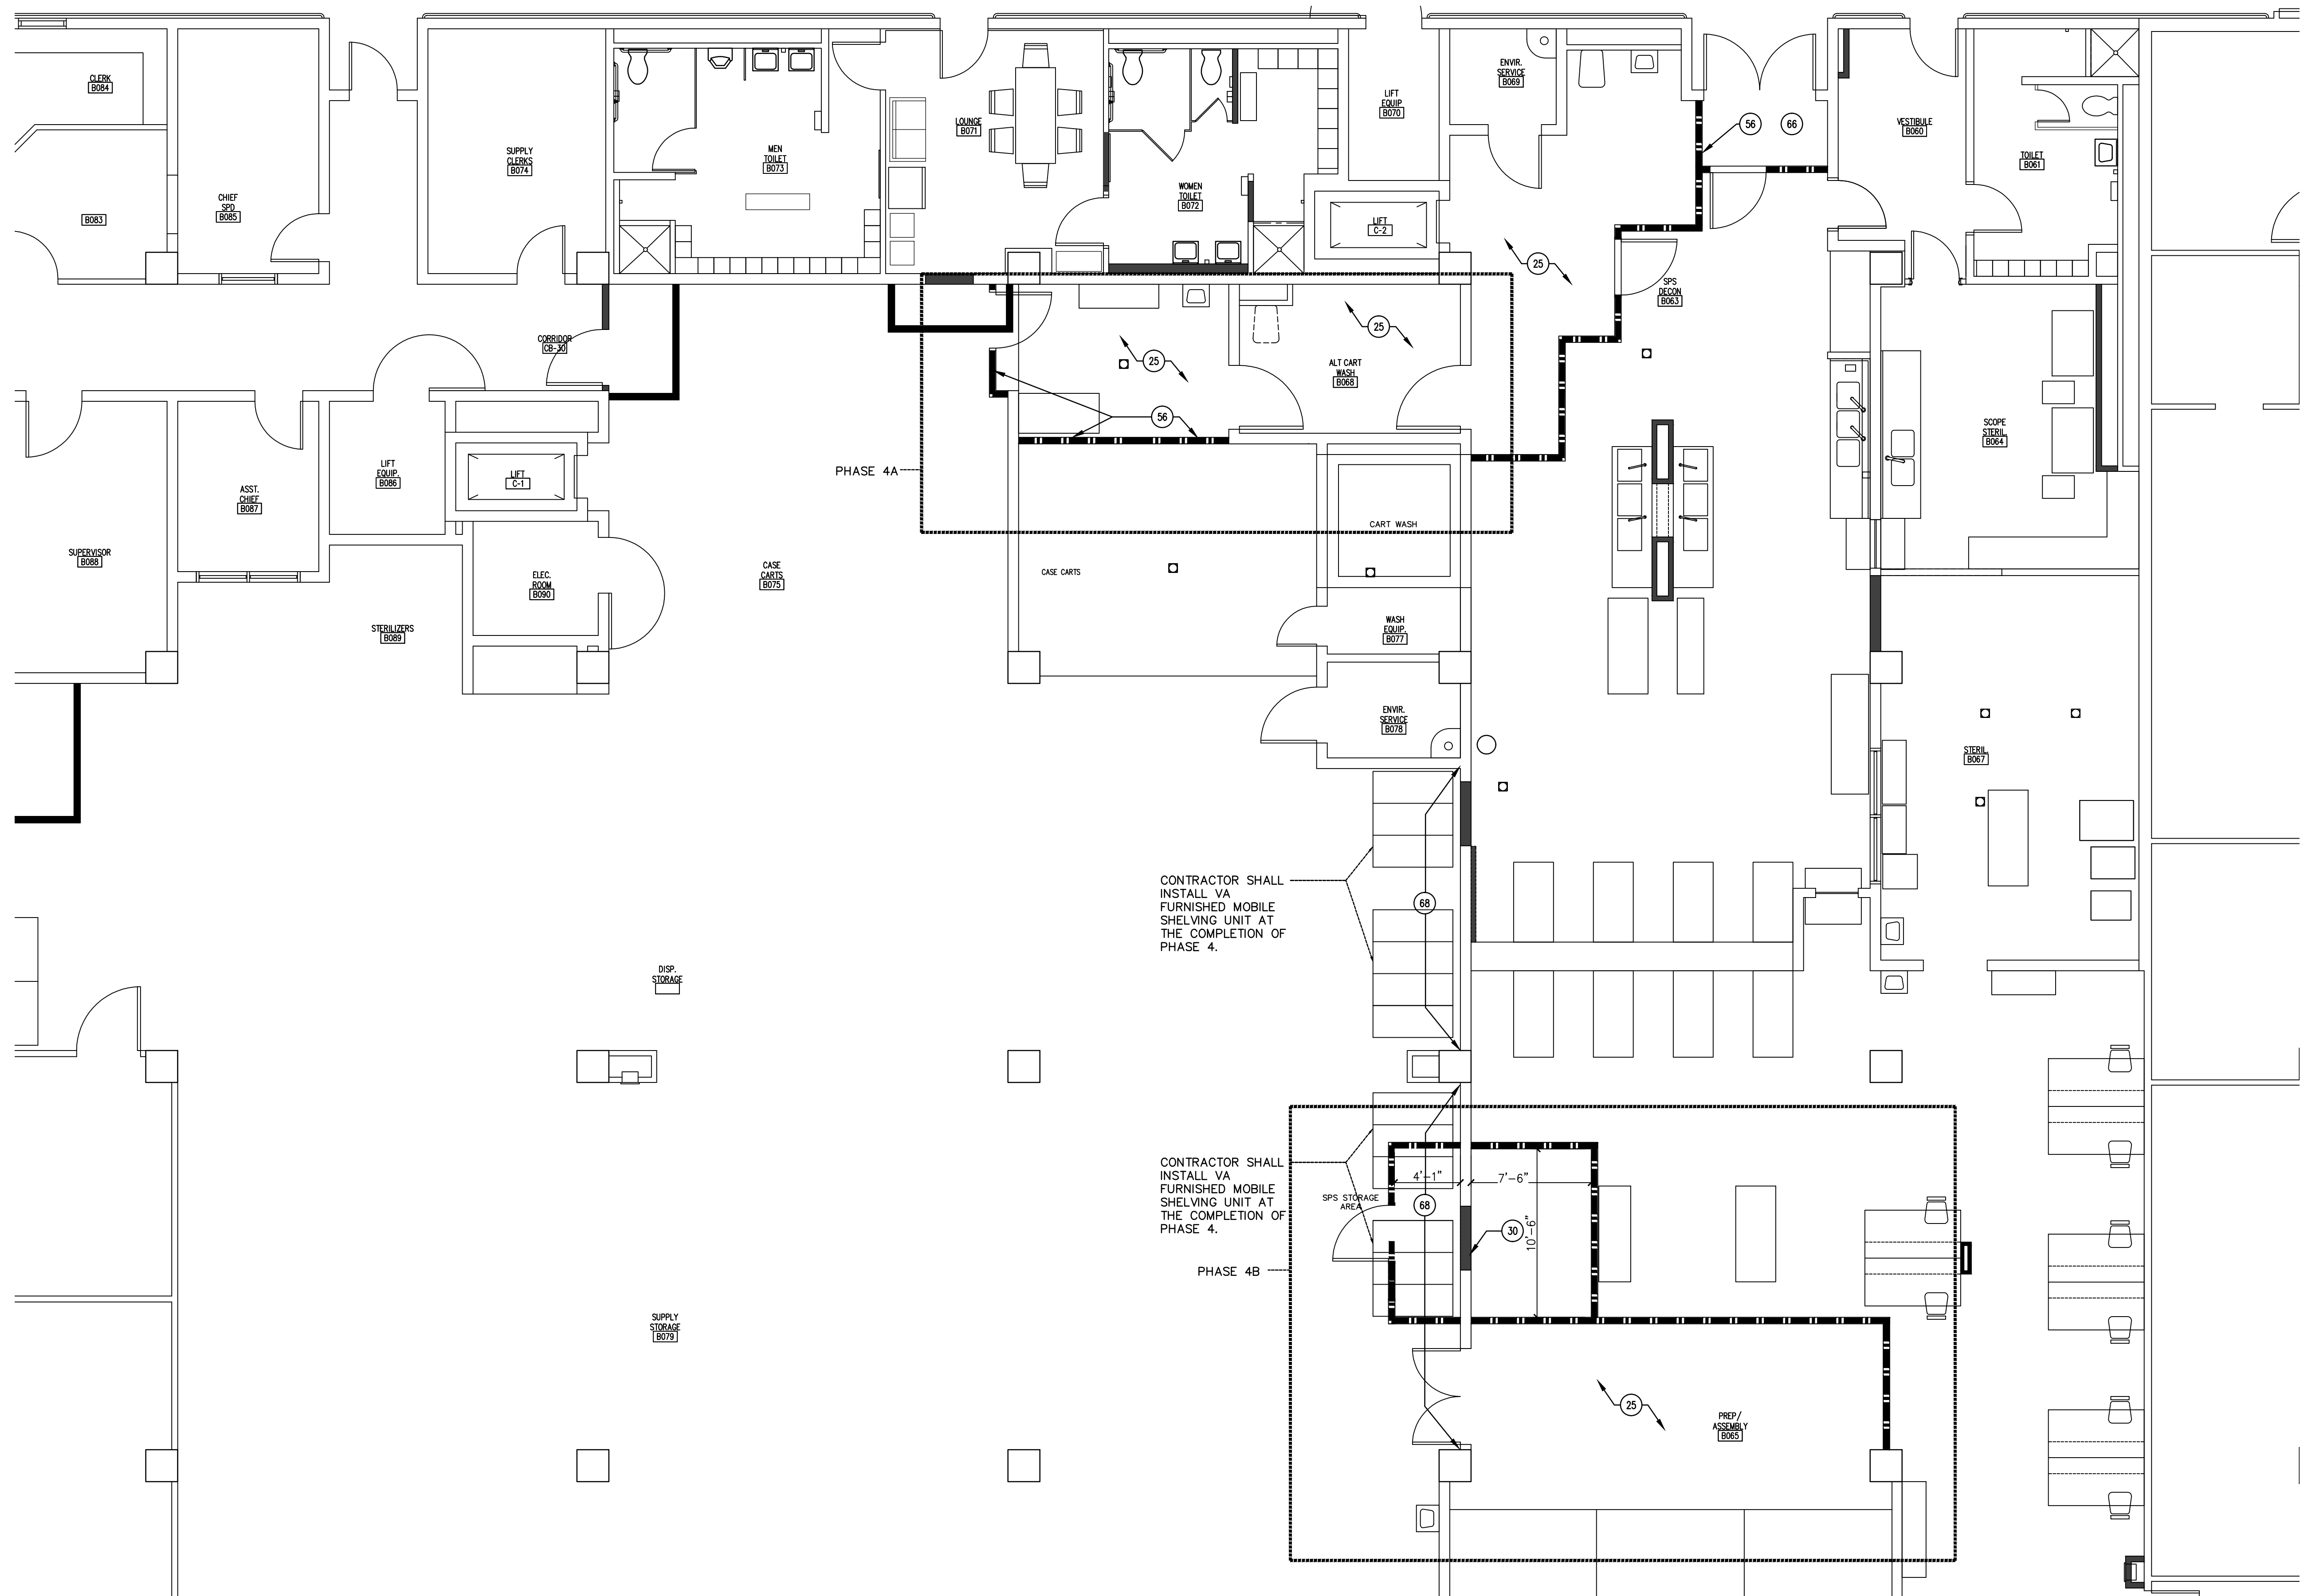 CLERK
B084
B083
CHIEF
SPD
B085
SUPPLY
CLERKS
B074
MEN
TOILET
B073
LOUNGE
B071
WOMEN
TOILET
B072
LIFT
EQUIP
B070
LIFT
C-2
ENVIR.
SERVICE
B069
56
66
VESTIBULE
B060
TOILET
B061
25
SPS
DECON
B063
CORRIDOR
CB-30
25
25
ALT CART
WASH
B068
56
PHASE 4A
SCOPE
STERIL.
B064
LIFT
EQUIP.
B086
LIFT
C-1
ASST.
CHIEF
B087
SUPERVISOR
B088
ELEC.
ROOM
B090
CASE
CARTS
B075
CASE CARTS
CART WASH
STERILIZERS
B089
WASH
EQUIP.
B077
ENVIR.
SERVICE
B078
STERIL.
B067
CONTRACTOR SHALL
INSTALL VA
FURNISHED MOBILE
SHELVING UNIT AT
THE COMPLETION OF
PHASE 4.
68
DISP.
STORAGE
CONTRACTOR SHALL
INSTALL VA
FURNISHED MOBILE
SHELVING UNIT AT
THE COMPLETION OF
PHASE 4.
4'-1"
7'-6"
SPS STORAGE
AREA
68
30
10'-6"
PHASE 4B
SUPPLY
STORAGE
B079
25
PREP/
ASSEMBLY
B065